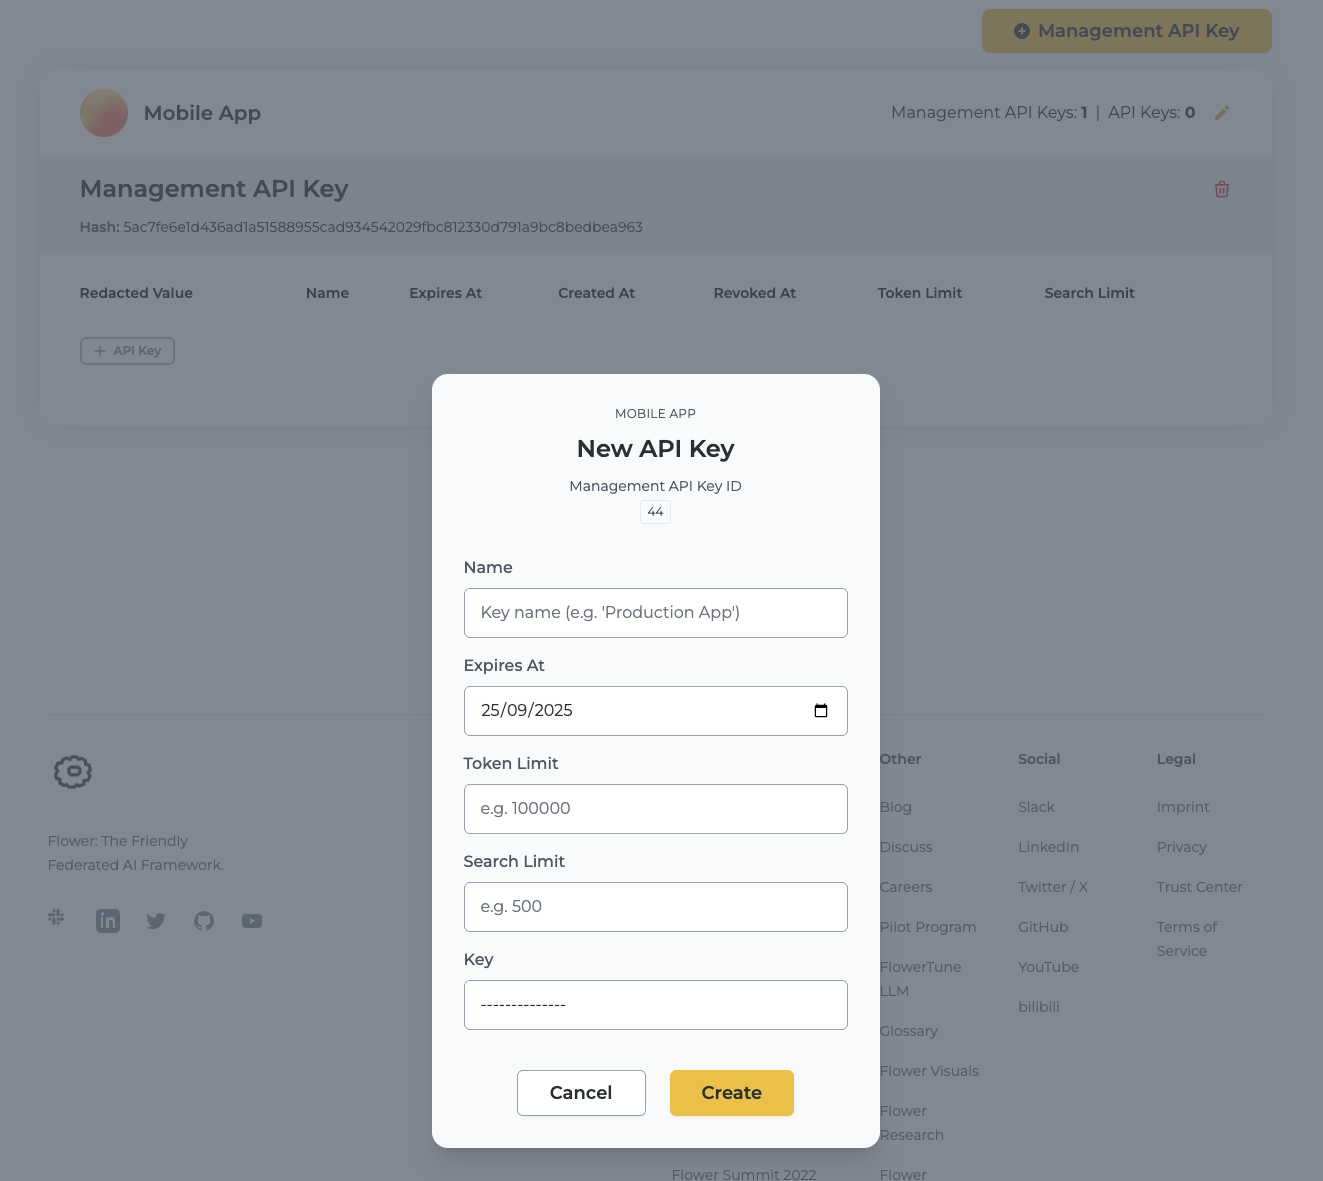 Management API Key
Mobile App
Management API Keys: 1 | API Keys: 0
Management API Key
Hash: 5ac7fe6e1d436ad1a51588955cad934542029fbc812330d791a9bc8bedbea963
Redacted Value Name Expires At Created At Revoked At Token Limit Search Limit
API Key
MOBILE APP
New API Key
Management API Key ID
44
Name
Key name (e.g. 'Production App')
Expires At
25/09/2025
Token Limit
e.g. 100000
Search Limit
e.g. 500
Key
--------------
Cancel Create
Flower: The Friendly
Federated AI Framework.
Other
Blog
Discuss
Careers
Pilot Program
FlowerTune
LLM
Glossary
Flower Visuals
Flower
Research
Flower
Social
Slack
LinkedIn
Twitter / X
GitHub
YouTube
bilibili
Legal
Imprint
Privacy
Trust Center
Terms of
Service
Flower Summit 2022